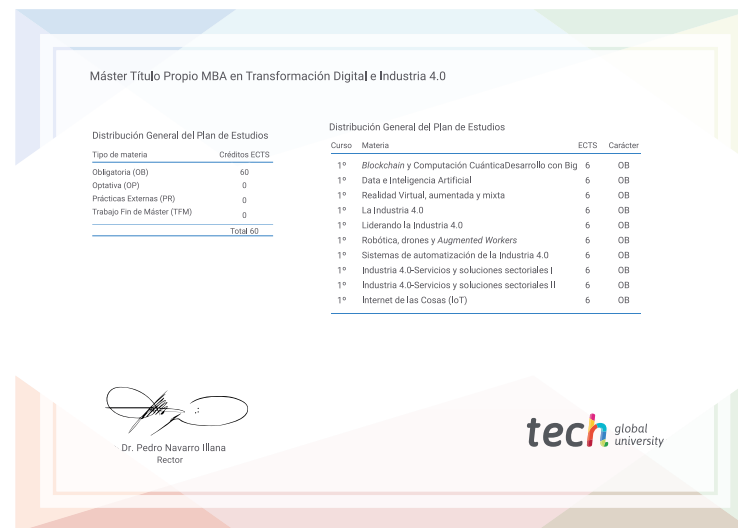 Máster Título Propio MBA en Transformación Digital e Industria 4.0
Distribución General del Plan de Estudios
Tipo de materia Créditos ECTS
Obligatoria (OB) 60
Optativa (OP) 0
Prácticas Externas (PR) 0
Trabajo Fin de Máster (TFM) 0
Total 60
Distribución General del Plan de Estudios
Curso Materia ECTS Carácter
1º Blockchain y Computación CuánticaDesarrollo con Big 6 OB
1º Data e Inteligencia Artificial 6 OB
1º Realidad Virtual, aumentada y mixta 6 OB
1º La Industria 4.0 6 OB
1º Liderando la Industria 4.0 6 OB
1º Robótica, drones y Augmented Workers 6 OB
1º Sistemas de automatización de la Industria 4.0 6 OB
1º Industria 4.0-Servicios y soluciones sectoriales I 6 OB
1º Industria 4.0-Servicios y soluciones sectoriales II 6 OB
1º Internet de las Cosas (IoT) 6 OB
Dr. Pedro Navarro Illana
Rector
tech global university